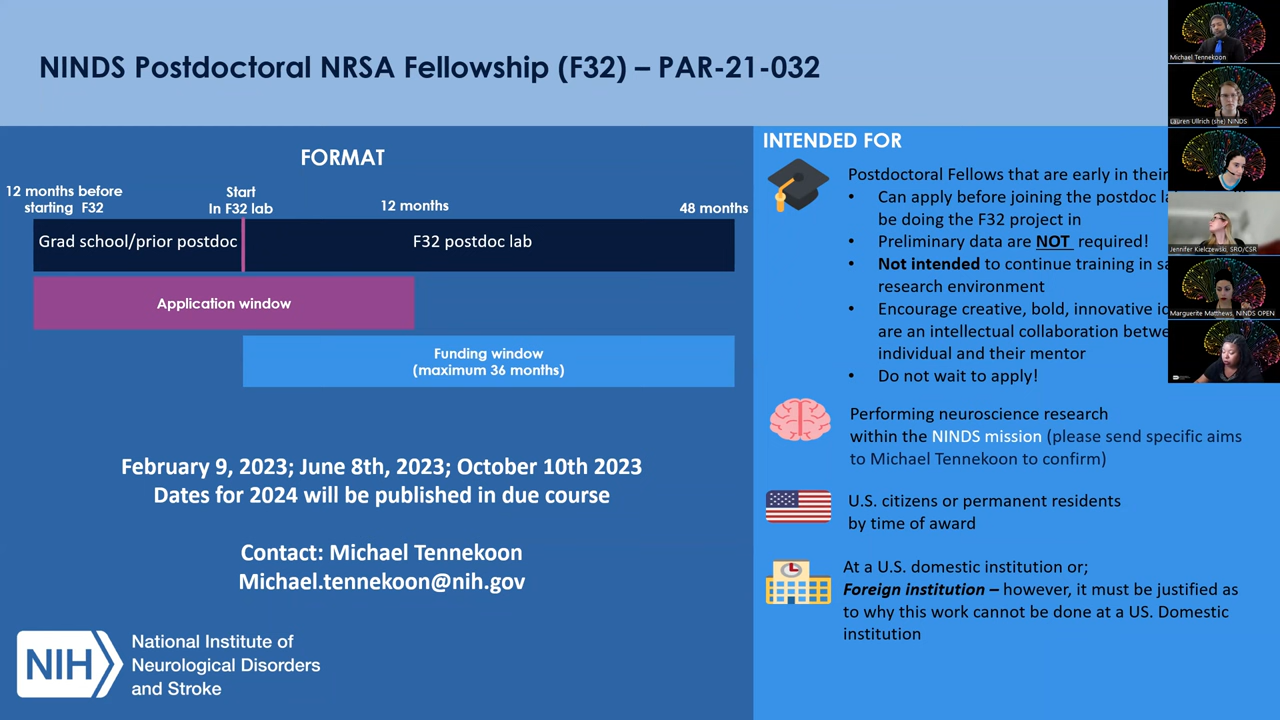 NINDS Postdoctoral NRSA Fellowship (F32) – PAR-21-032
FORMAT
12 months before
starting F32
Start
In F32 lab
12 months
48 months
Grad school/prior postdoc
F32 postdoc lab
Application window
Funding window
(maximum 36 months)
February 9, 2023; June 8th, 2023; October 10th 2023
Dates for 2024 will be published in due course
Contact: Michael Tennekoon
Michael.tennekoon@nih.gov
NIH
National Institute of
Neurological Disorders
and Stroke
INTENDED FOR
Postdoctoral Fellows that are early in their
• Can apply before joining the postdoc
be doing the F32 project in
• Preliminary data are NOT required!
• Not intended to continue training in
research environment
• Encourage creative, bold, innovative
are an intellectual collaboration
individual and their mentor
• Do not wait to apply!
Performing neuroscience research
within the NINDS mission (please send specific aims
to Michael Tennekoon to confirm)
U.S. citizens or permanent residents
by time of award
At a U.S. domestic institution or;
Foreign institution – however, it must be justified as
to why this work cannot be done at a US. Domestic
institution
Michael Tennekoon
Lauren Ullrich (she) NINDS
Jennifer Kielczewski, SRO/CSR
Marguerite Matthews, NINDS OPEN